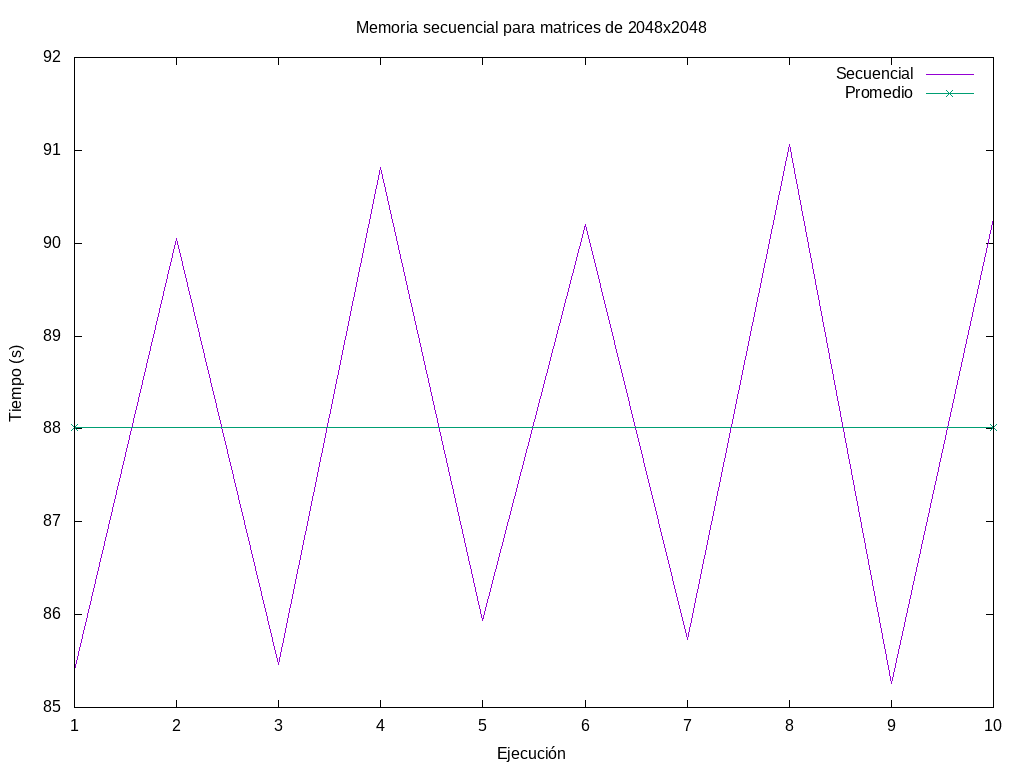 Memoria secuencial para matrices de 2048x2048
Secuencial
Promedio
92
91
90
89
88
87
86
85
Tiempo (s)
1 2 3 4 5 6 7 8 9 10
Ejecución